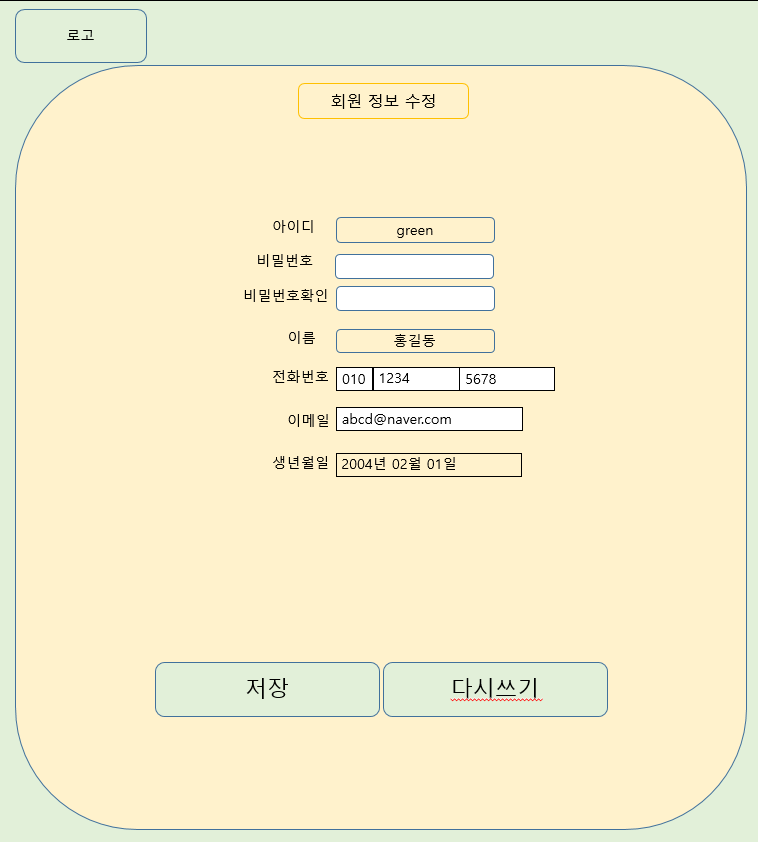 로고
회원 정보 수정
아이디 green
비밀번호
비밀번호확인
이름 홍길동
전화번호 010 1234 5678
이메일 abcd@naver.com
생년월일 2004년 02월 01일
저장 다시쓰기